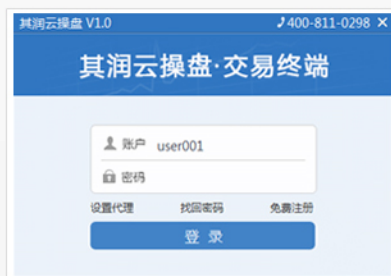 其润云操盘 V1.0 400-811-0298
其润云操盘·交易终端
账户 user001
密码
设置代理 找回密码 免费注册
登 录